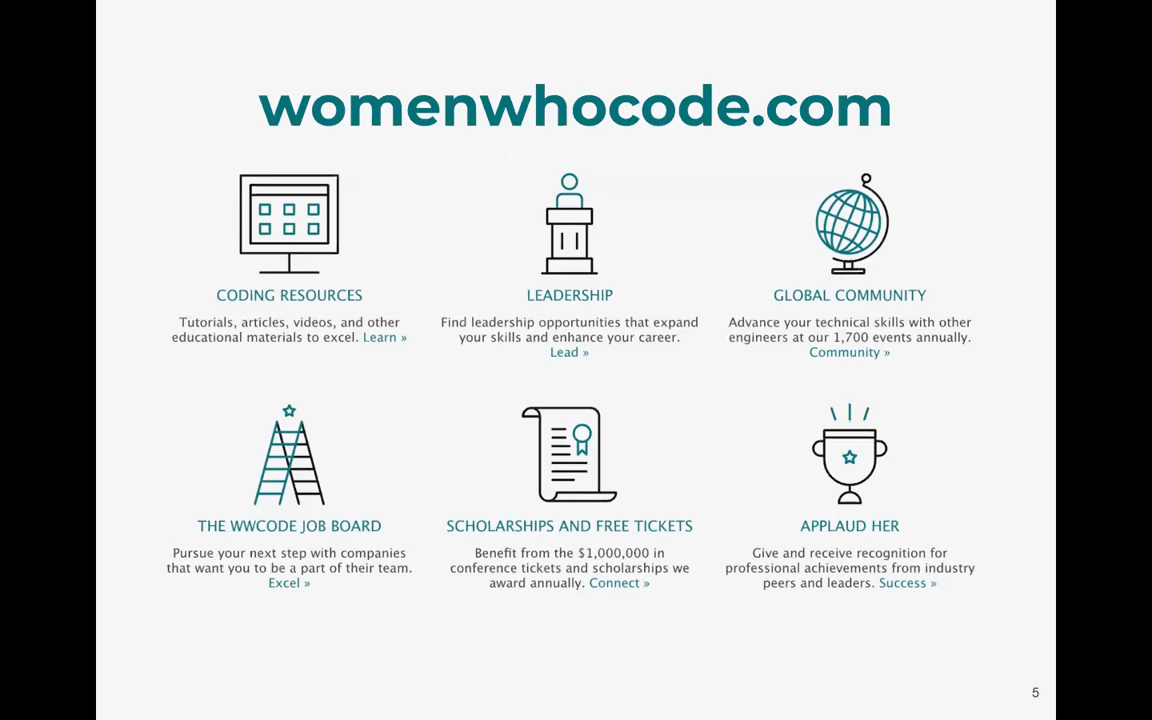 womenwhocode.com
CODING RESOURCES
Tutorials, articles, videos, and other
educational materials to excel. Learn »
LEADERSHIP
Find leadership opportunities that expand
your skills and enhance your career.
Lead »
GLOBAL COMMUNITY
Advance your technical skills with other
engineers at our 1,700 events annually.
Community »
THE WWCODE JOB BOARD
Pursue your next step with companies
that want you to be a part of their team.
Excel »
SCHOLARSHIPS AND FREE TICKETS
Benefit from the $1,000,000 in
conference tickets and scholarships we
award annually. Connect »
APPLAUD HER
Give and receive recognition for
professional achievements from industry
peers and leaders. Success »
5